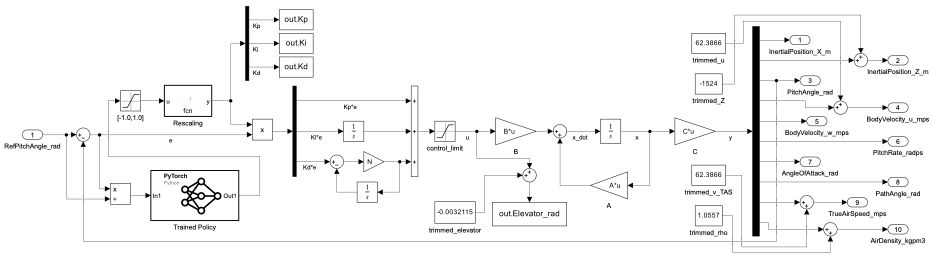 Kp
out.Kp
Ki
out.Ki
Kd
out.Kd
[-1.0,1.0]
u
fcn
y
Rescaling
1
RefPitchAngle_rad
e
x
x
÷
PyTorch
Python
In1
Out1
Trained Policy
Kp*e
Ki*e
1
s
Kd*e
N
1
s
control_limit
u
-0.0032115
trimmed_elevator
out.Elevator_rad
B*u
B
x_dot
1
s
x
A*u
A
C*u
C
y
62.3866
trimmed_u
-1524
trimmed_Z
62.3866
trimmed_v_TAS
1.0557
trimmed_rho
1
InertialPosition_X_m
2
InertialPosition_Z_m
3
PitchAngle_rad
4
BodyVelocity_u_mps
5
BodyVelocity_w_mps
6
PitchRate_radps
7
AngleOfAttack_rad
8
PathAngle_rad
9
TrueAirSpeed_mps
10
AirDensity_kgpm3